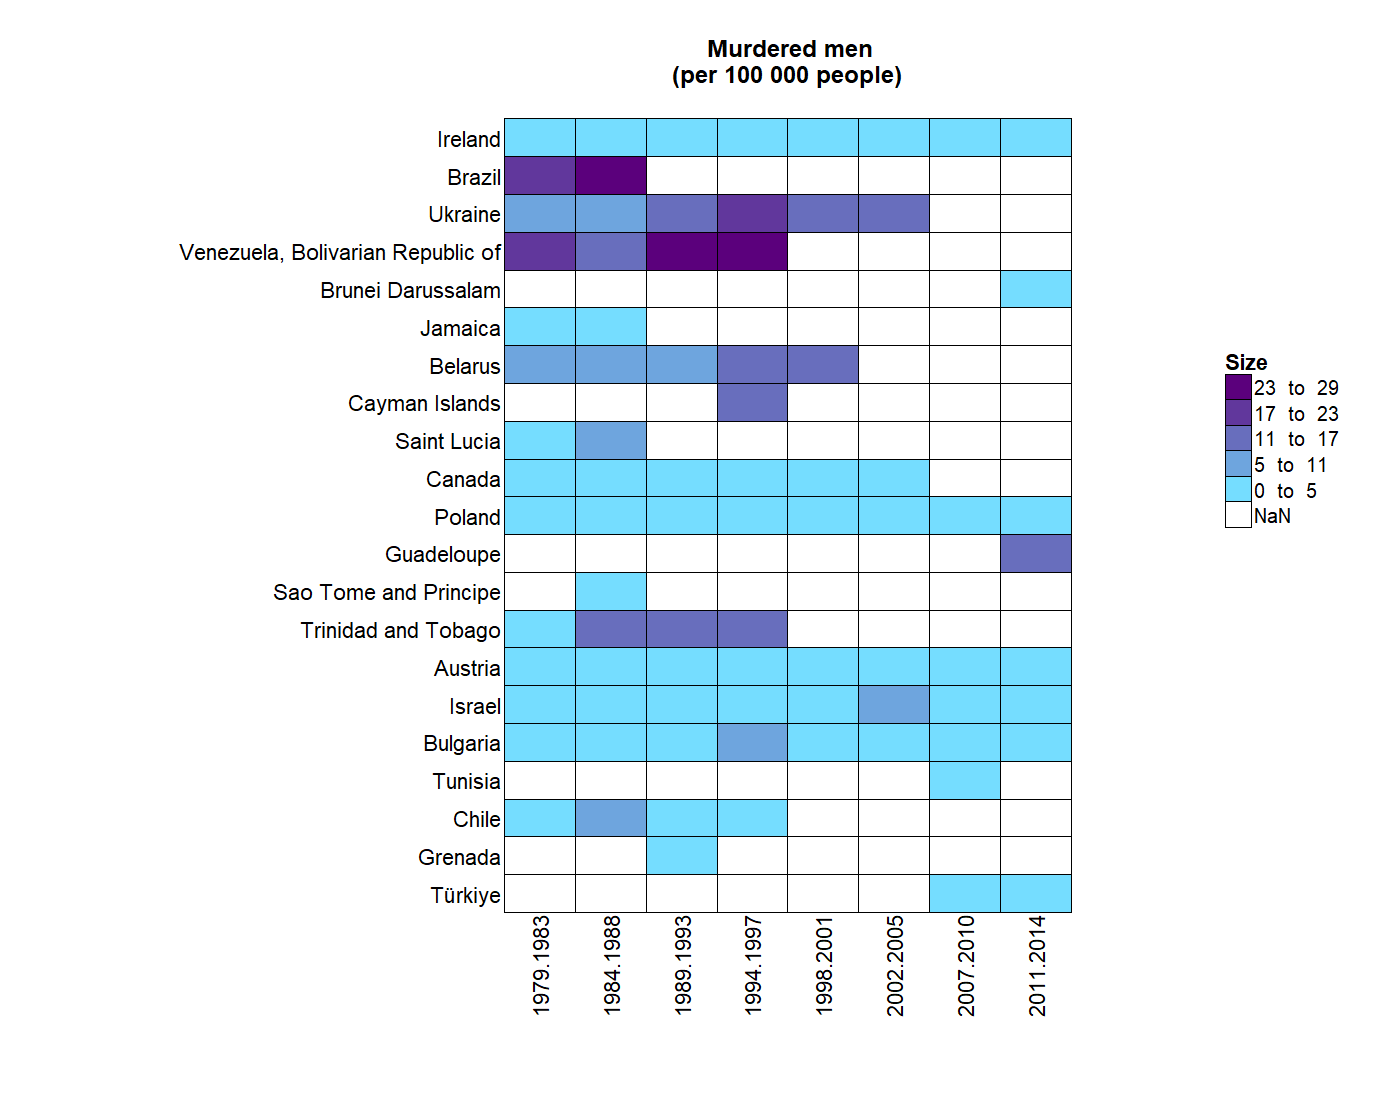 Murdered men
(per 100 000 people)
Ireland
Brazil
Ukraine
Venezuela, Bolivarian Republic of
Brunei Darussalam
Jamaica
Belarus
Cayman Islands
Saint Lucia
Canada
Poland
Guadeloupe
Sao Tome and Principe
Trinidad and Tobago
Austria
Israel
Bulgaria
Tunisia
Chile
Grenada
Türkiye
1979.1983
1984.1988
1989.1993
1994.1997
1998.2001
2002.2005
2007.2010
2011.2014
Size
23 to 29
17 to 23
11 to 17
5 to 11
0 to 5
NaN